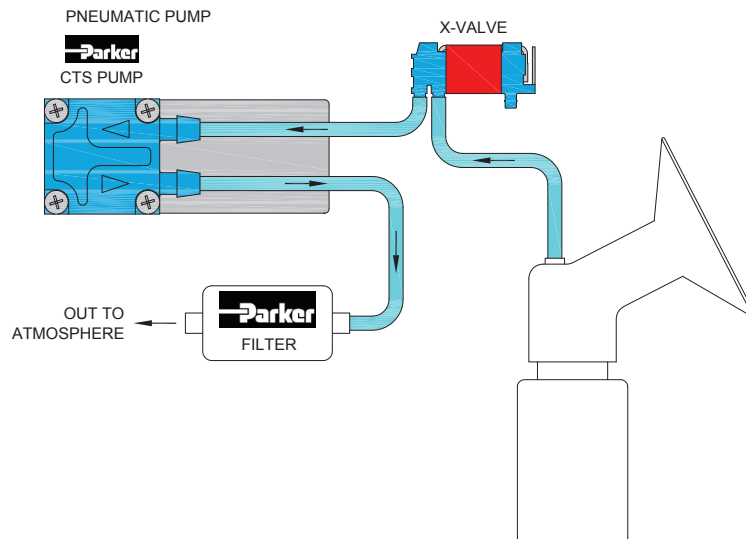 PNEUMATIC PUMP
Parker
CTS PUMP
X-VALVE
OUT TO
ATMOSPHERE
Parker
FILTER